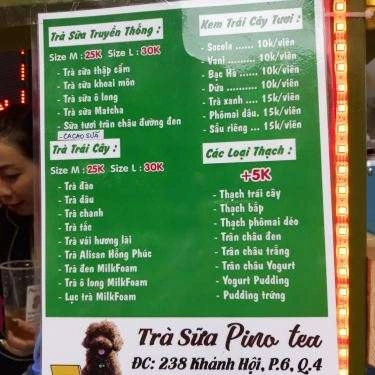 Trà Sữa Truyền Thống :
Size M : 25K Size L : 30K
- Trà sữa thập cẩm
- Trà sữa khoai môn
- Trà sữa ô long
- Trà sữa Matcha
- Sữa tươi trân châu đường đen
- CACAO SỮA
Trà Trái Cây :
Size M : 25K Size L : 30K
- Trà đào
- Trà dâu
- Trà chanh
- Trà tắc
- Trà vải hương lài
- Trà Alisan Hồng Phúc
- Trà đen MilkFoam
- Trà ô long MilkFoam
- Lục trà MilkFoam
Kem Trái Cây Tươi :
- Socola ...... 10k/viên
- Vani .......... 10k/viên
- Bạc Hà ...... 10k/viên
- Dứa .......... 10k/viên
- Trà xanh .... 15k/viên
- Phômai dâu. 15k/viên
- Sầu riêng ... 15k/viên
Các Loại Thạch :
+5K
Thạch trái cây
Thạch bắp
Thạch phômai dẻo
Trân châu đen
Trân châu trắng
Trân châu Yogurt
Yogurt Pudding
Pudding trứng
Trà Sữa Pino tea
ĐC: 238 Khánh Hội, P.6, Q.4